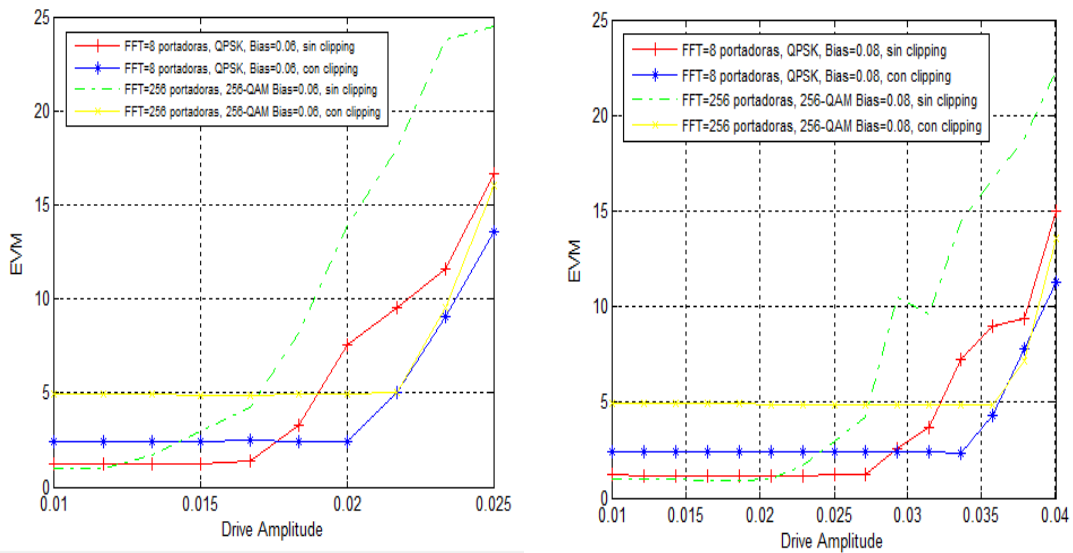 25
20
15
10
5
0
EVM
FFT=8 portadoras, QPSK, Bias=0.06, sin clipping
FFT=8 portadoras, QPSK, Bias=0.06, con clipping
FFT=256 portadoras, 256-QAM Bias=0.06, sin clipping
FFT=256 portadoras, 256-QAM Bias=0.06, con clipping
0.01
0.015
0.02
0.025
Drive Amplitude
25
20
15
10
5
0
EVM
FFT=8 portadoras, QPSK, Bias=0.08, sin clipping
FFT=8 portadoras, QPSK, Bias=0.08, con clipping
FFT=256 portadoras, 256-QAM Bias=0.08, sin clipping
FFT=256 portadoras, 256-QAM Bias=0.08, con clipping
0.01
0.015
0.02
0.025
0.03
0.035
0.04
Drive Amplitude